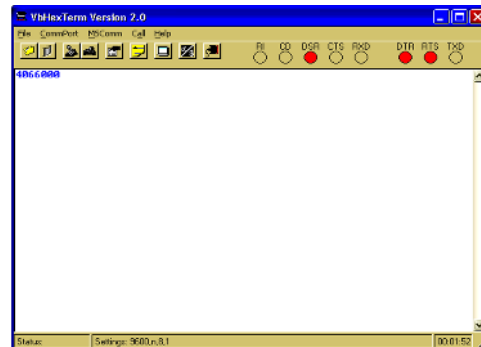 VbHexTerm Version 2.0
File CommPort MSComm Call Help
RI CD DSR CTS RXD DTR RTS TXD
4066000
Status: Settings: 9600,n,8,1 00:01:52